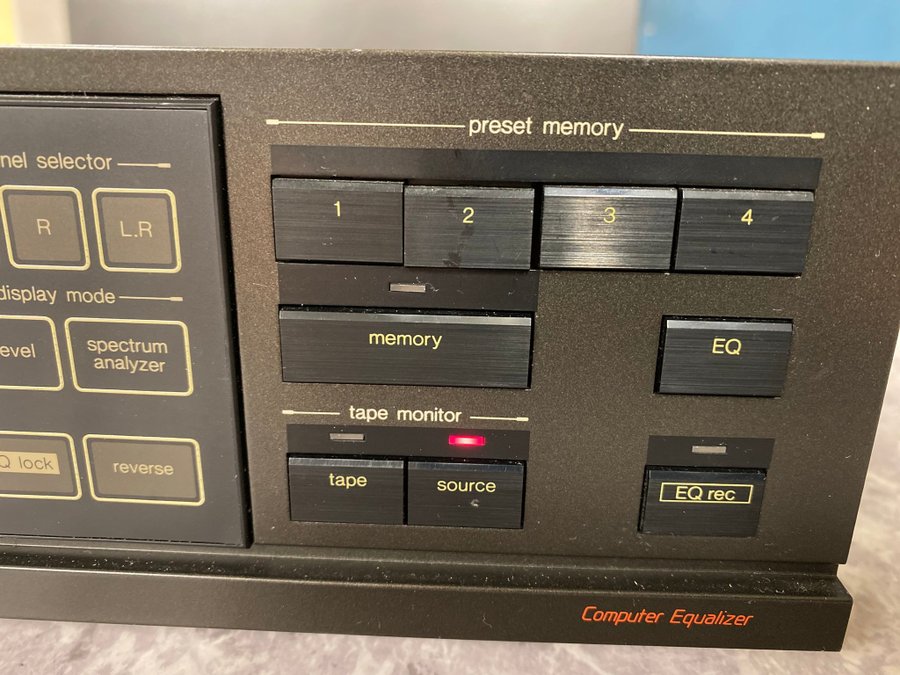 preset memory
nel selector
1
2
3
4
R
L.R
display mode
memory
EQ
evel
spectrum
analyzer
tape monitor
Q lock
reverse
tape
source
EQ rec
Computer Equalizer